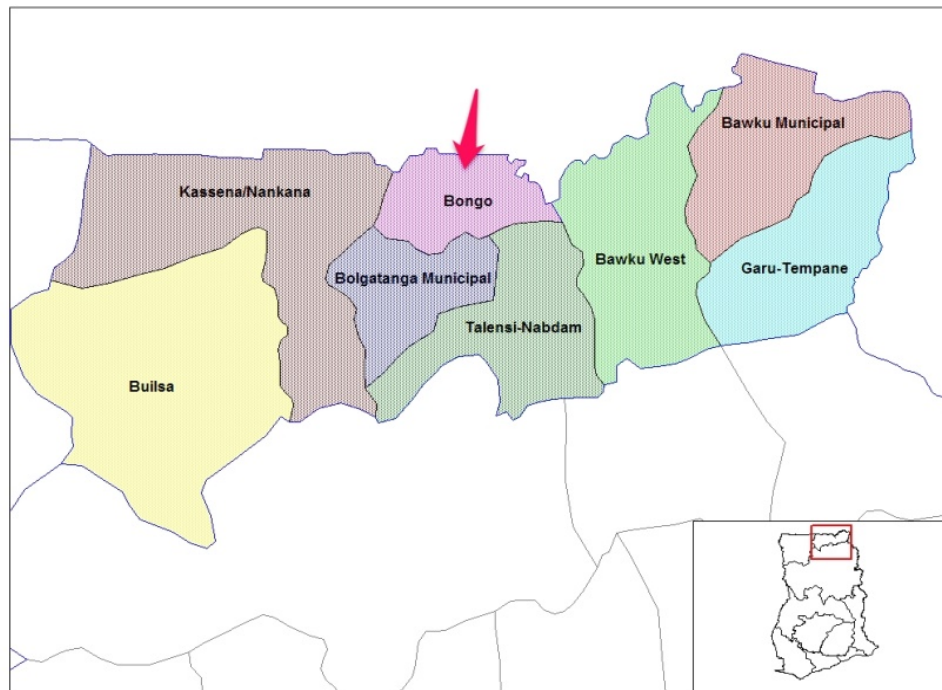 Bawku Municipal
Kassena/Nankana
Bongo
Bawku West
Garu-Tempane
Bolgatanga Municipal
Talensi-Nabdam
Builsa